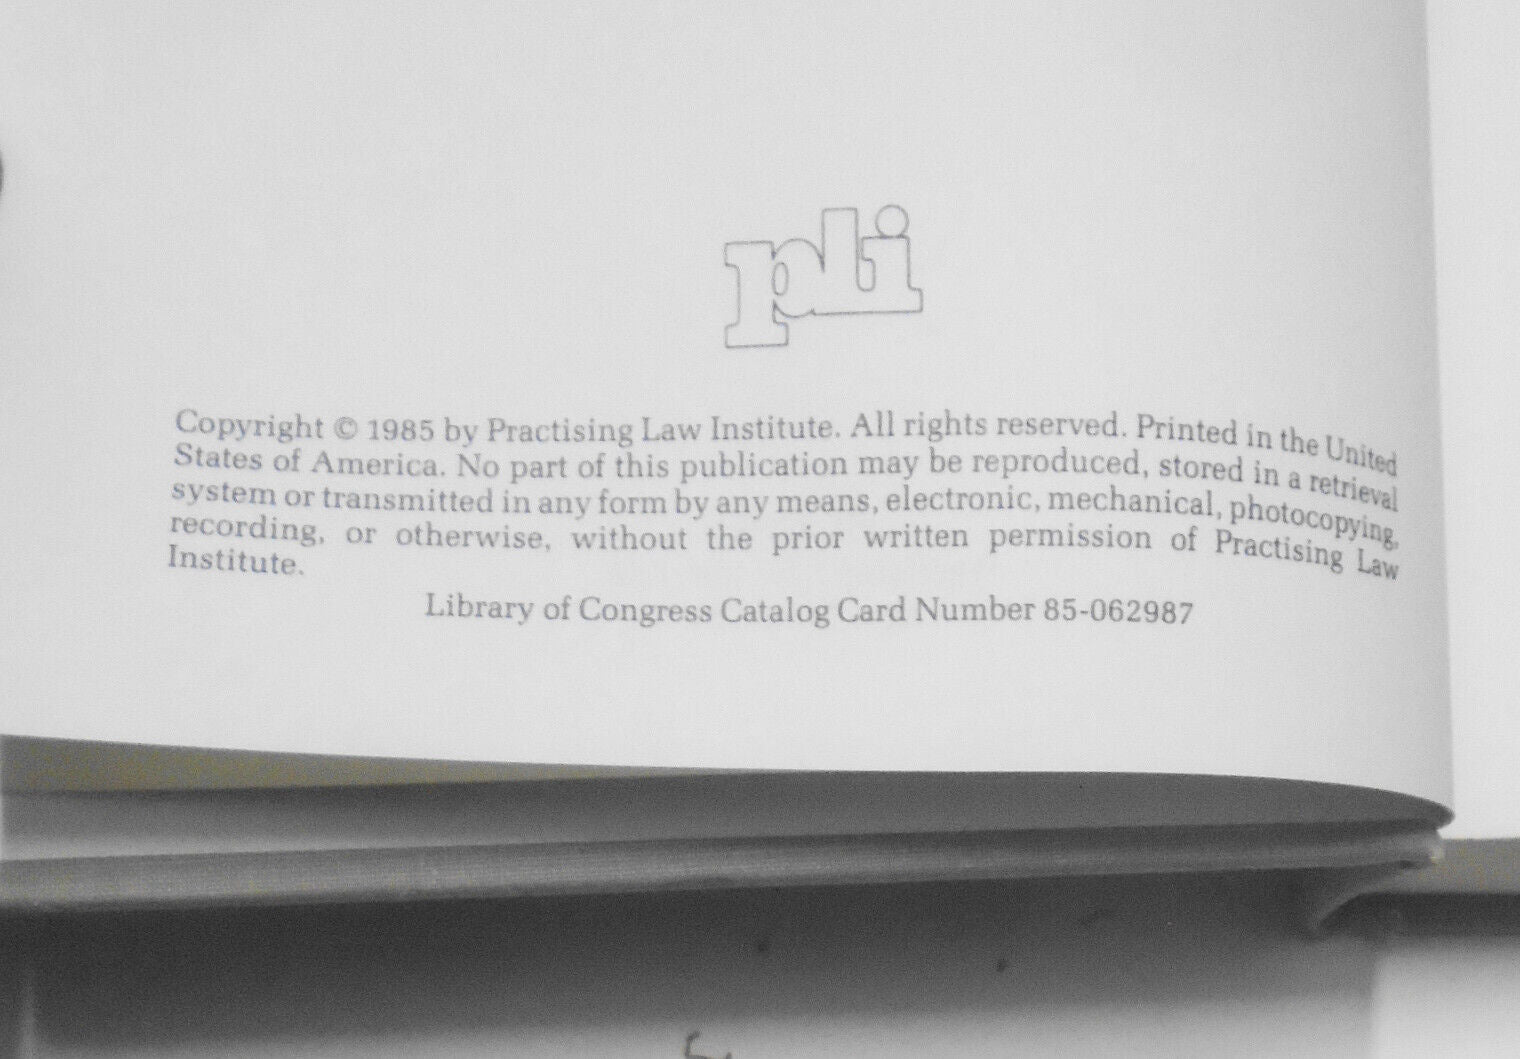 pli
Copyright © 1985 by Practising Law Institute. All rights reserved. Printed in the United
States of America. No part of this publication may be reproduced, stored in a retrieval
system or transmitted in any form by any means, electronic, mechanical, photocopying,
recording, or otherwise, without the prior written permission of Practising Law
Institute.
Library of Congress Catalog Card Number 85-062987